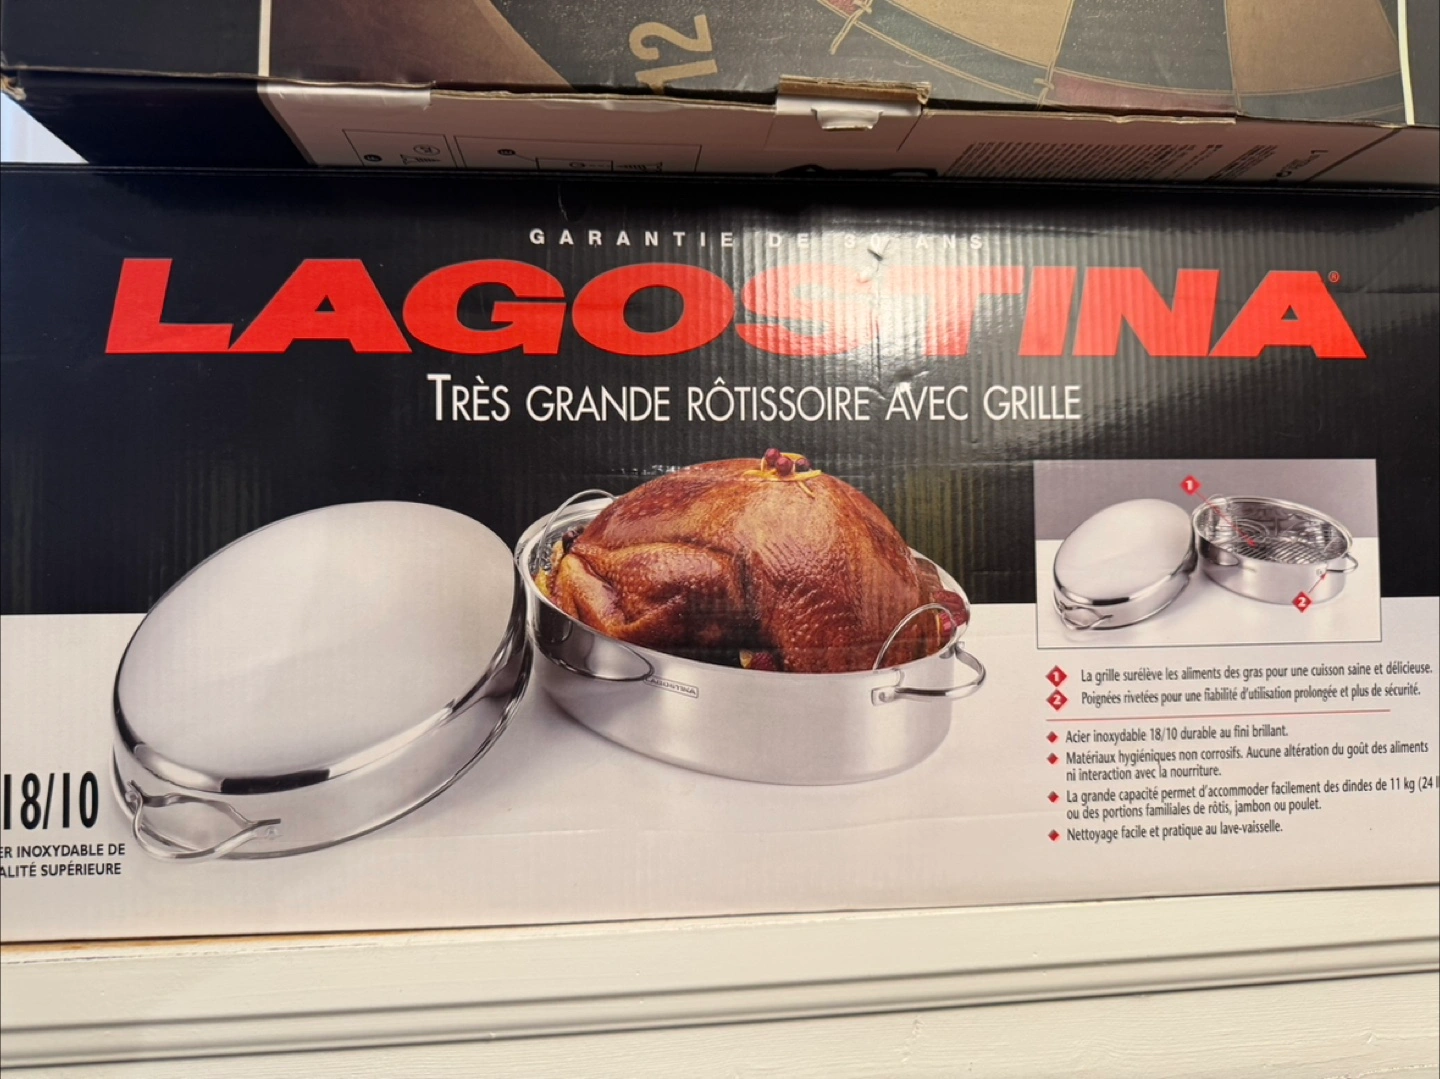 12
GARANTIE DE 30 ANS
LAGOSTINA®
TRÈS GRANDE RÔTISSOIRE AVEC GRILLE
1
2
LAGOSTINA
1 La grille surélève les aliments des gras pour une cuisson saine et délicieuse.
2 Poignées rivetées pour une fiabilité d'utilisation prolongée et plus de sécurité.
Acier inoxydable 18/10 durable au fini brillant.
Matériaux hygiéniques non corrosifs. Aucune altération du goût des aliments
ni interaction avec la nourriture.
La grande capacité permet d'accommoder facilement des dindes de 11 kg (24 l
ou des portions familiales de rôtis, jambon ou poulet.
Nettoyage facile et pratique au lave-vaisselle.
18/10
ER INOXYDABLE DE
ALITÉ SUPÉRIEURE